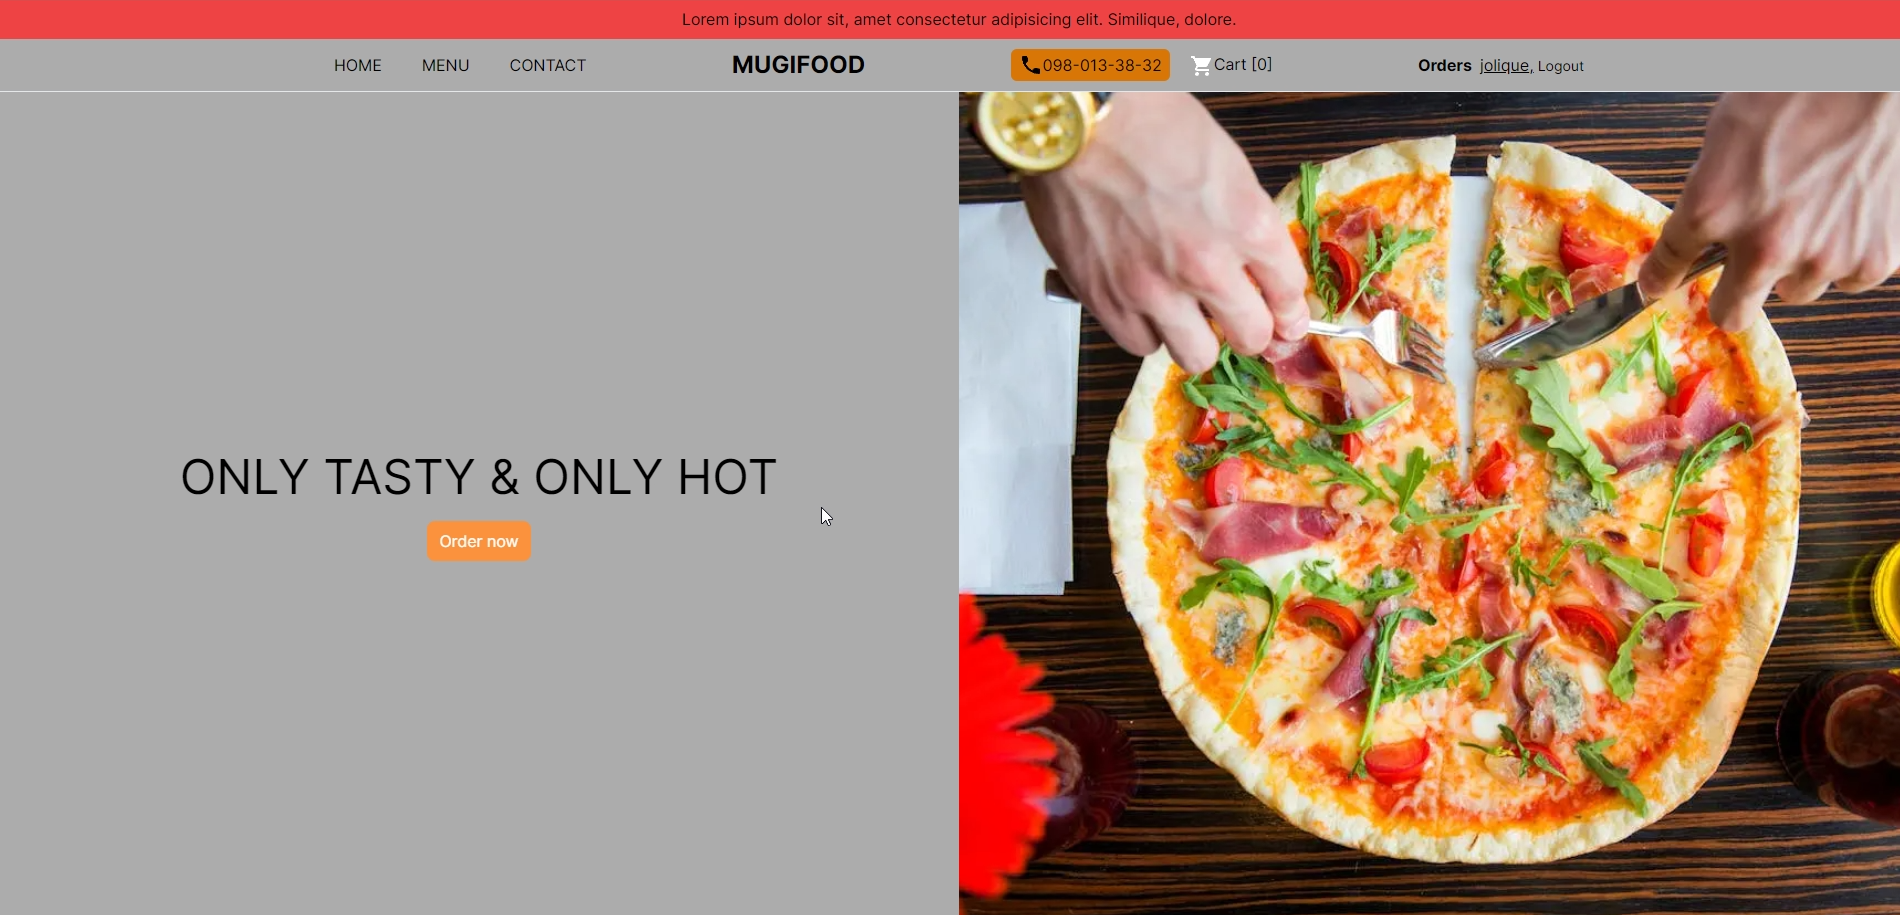 Lorem ipsum dolor sit, amet consectetur adipisicing elit. Similique, dolore.
HOME MENU CONTACT MUGIFOOD 098-013-38-32 Cart [0] Orders jolique, Logout
ONLY TASTY & ONLY HOT
Order now